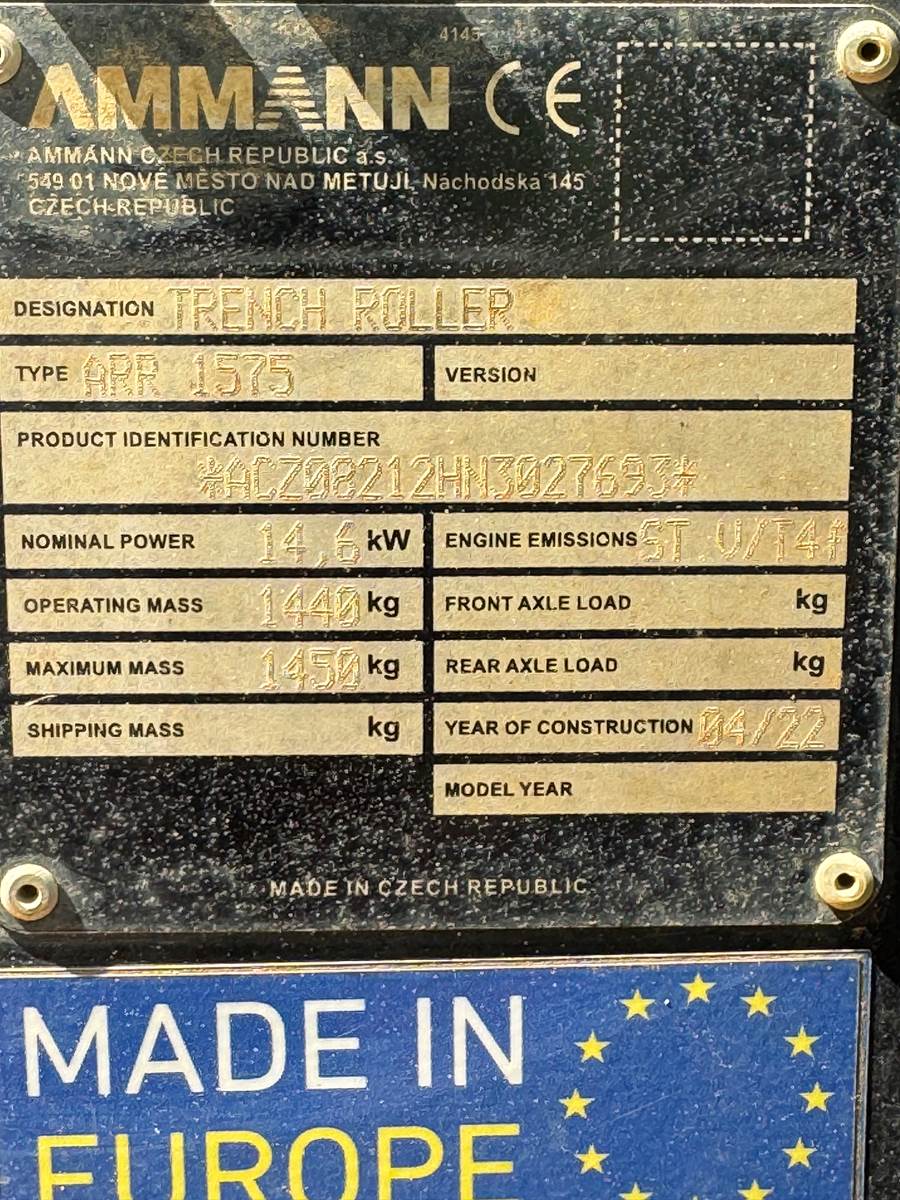 4145
AMMANN CE
AMMANN CZECH REPUBLIC a.s.
549 01 NOVÉ MĚSTO NAD METUJÍ, Náchodská 145
CZECH REPUBLIC
DESIGNATION TRENCH ROLLER
TYPE ARR 1575 VERSION
PRODUCT IDENTIFICATION NUMBER
*ACZ08212HN3027693*
NOMINAL POWER 14,6 kW ENGINE EMISSIONS ST V/T4f
OPERATING MASS 1440 kg FRONT AXLE LOAD kg
MAXIMUM MASS 1450 kg REAR AXLE LOAD kg
SHIPPING MASS kg YEAR OF CONSTRUCTION 04/22
MODEL YEAR
MADE IN CZECH REPUBLIC
MADE IN
EUROPE